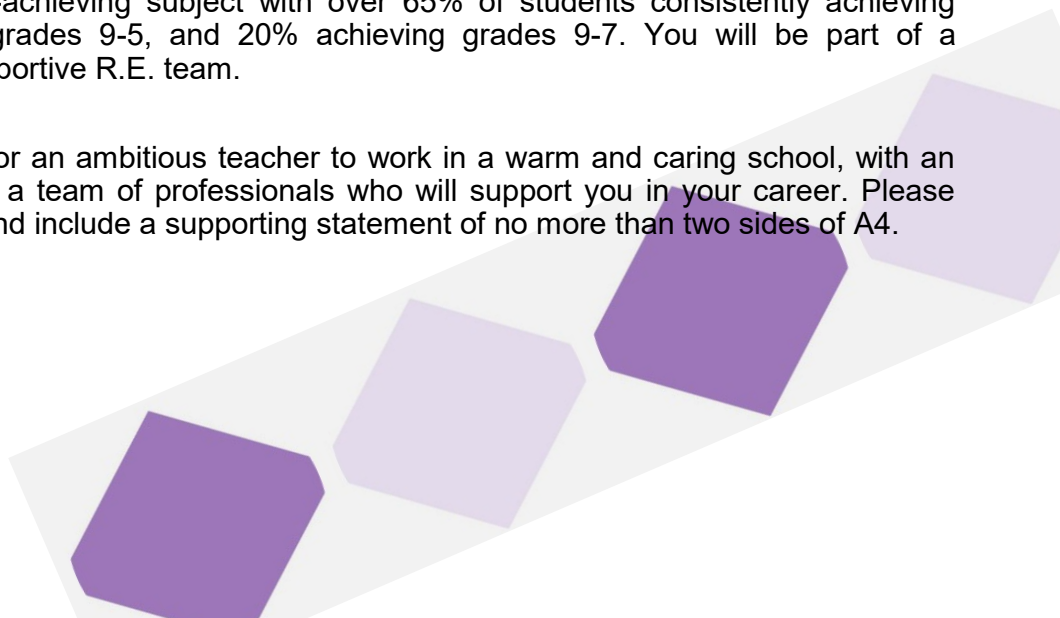 achieving subject with over 65% of students consistently achieving
grades 9-5, and 20% achieving grades 9-7. You will be part of a
portive R.E. team.
or an ambitious teacher to work in a warm and caring school, with an
a team of professionals who will support you in your career. Please
nd include a supporting statement of no more than two sides of A4.